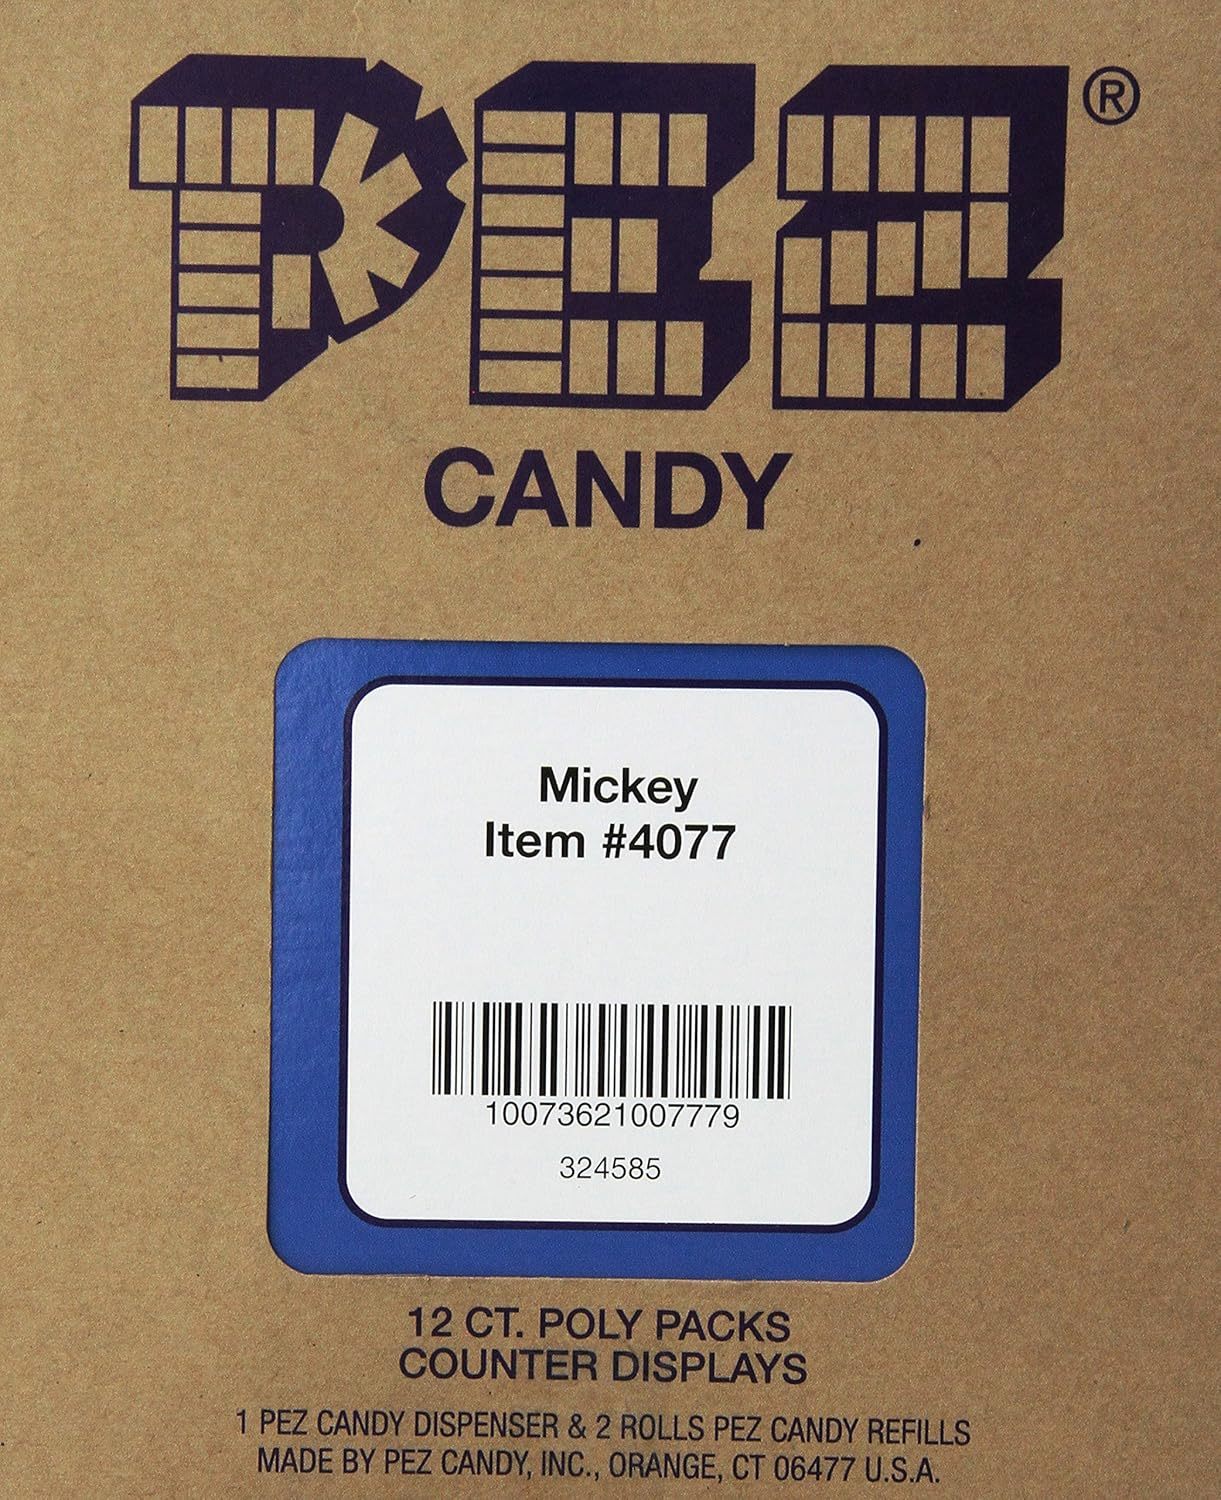 PEZ®
CANDY
Mickey
Item #4077
10073621007779
324585
12 CT. POLY PACKS
COUNTER DISPLAYS
1 PEZ CANDY DISPENSER & 2 ROLLS PEZ CANDY REFILLS
MADE BY PEZ CANDY, INC., ORANGE, CT 06477 U.S.A.